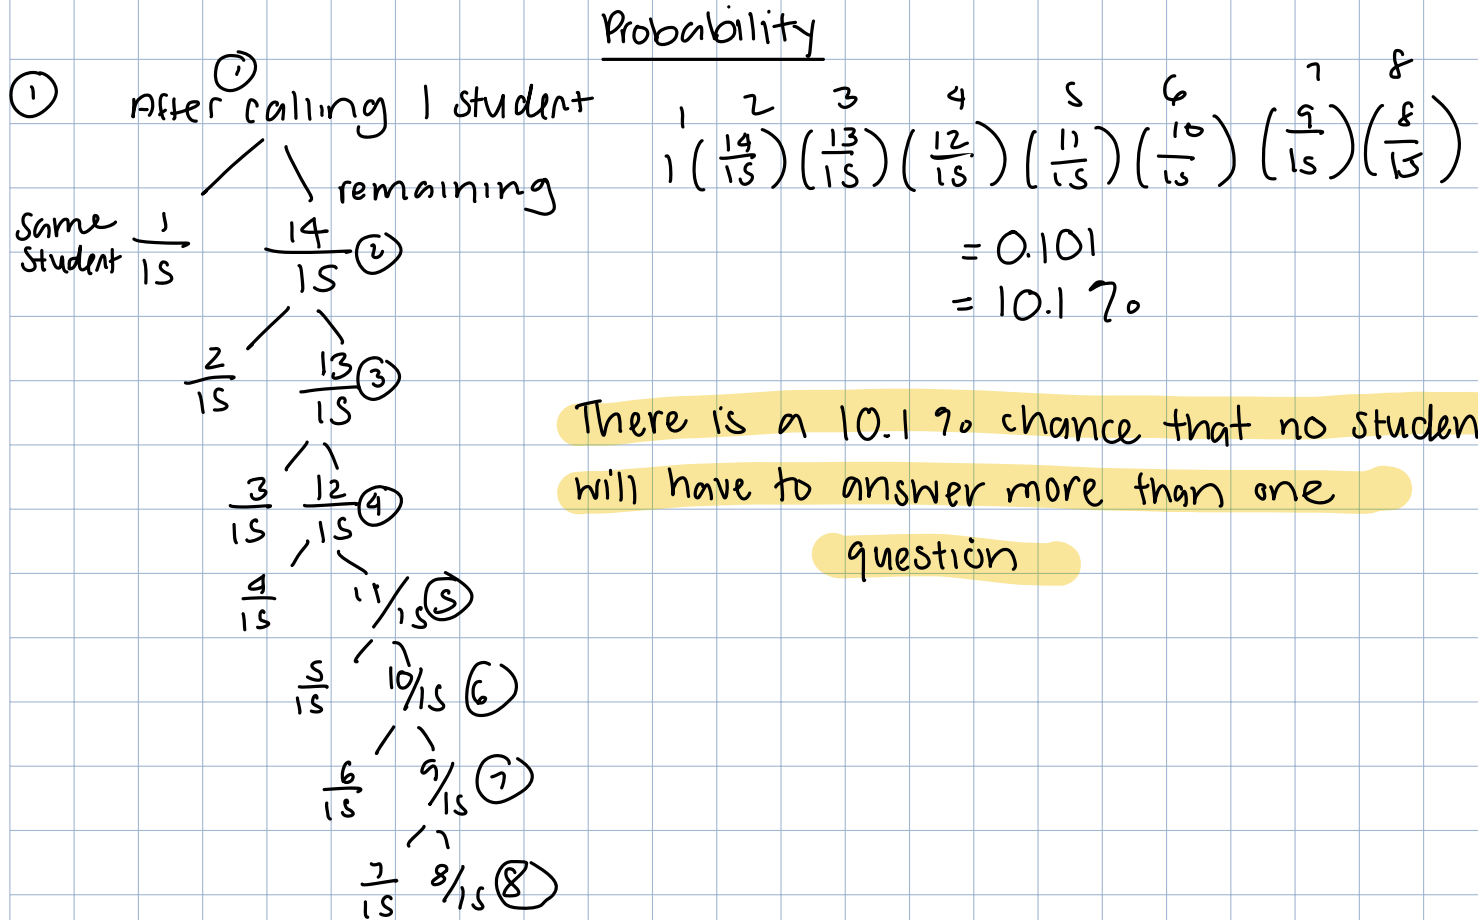 Probability
① After calling 1 student ①
remaining
same student 1/15 14/15 ②
2/15 13/15 ③
3/15 12/15 ④
4/15 11/15 ⑤
5/15 10/15 ⑥
6/15 9/15 ⑦
7/15 8/15 ⑧
1 2 3 4 5 6 7 8
1 (14/15) (13/15) (12/15) (11/15) (10/15) (9/15) (8/15)
= 0.101
= 10.1 %
There is a 10.1 % chance that no studen
will have to answer more than one
question